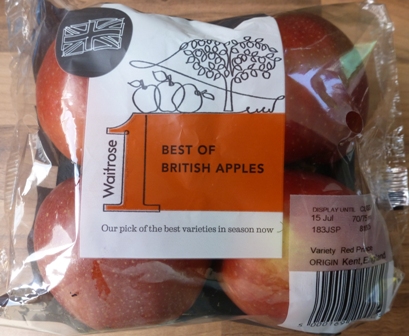 Waitrose
1
BEST OF
BRITISH APPLES
Our pick of the best varieties in season now
DISPLAY UNTIL
15 Jul
183JSP
Variety Red
ORIGIN Kent, England